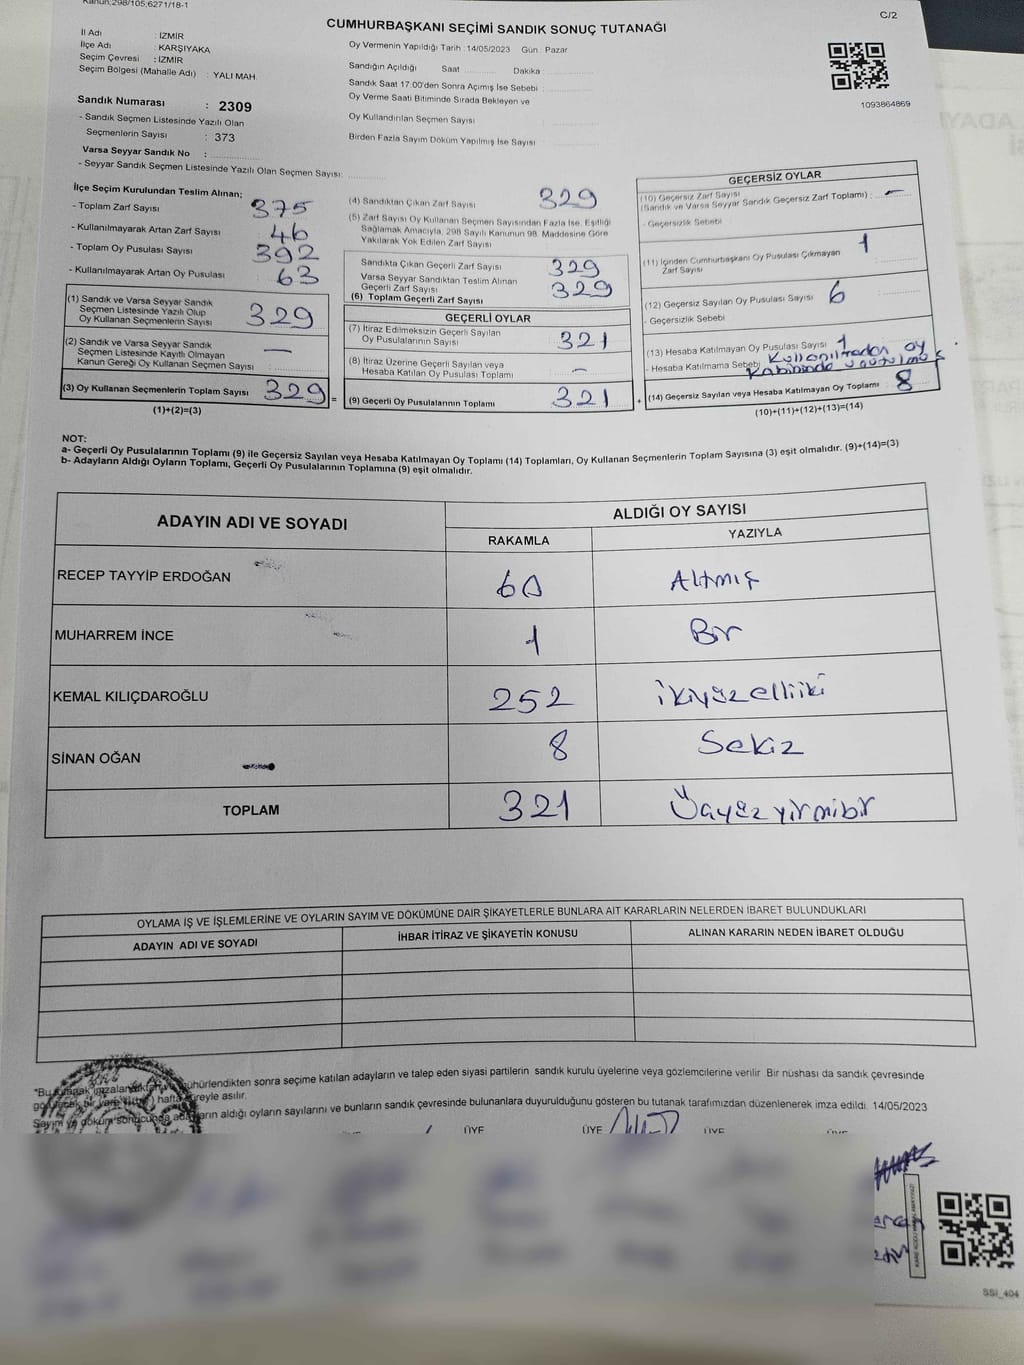 Kanun;298/105;6271/18-1
C/2
CUMHURBAŞKANI SEÇİMİ SANDIK SONUÇ TUTANAĞI
İl Adı : İZMİR
İlçe Adı : KARŞIYAKA
Seçim Çevresi : İZMİR
Seçim Bölgesi (Mahalle Adı) : YALI MAH.
Sandık Numarası : 2309
- Sandık Seçmen Listesinde Yazılı Olan
Seçmenlerin Sayısı : 373
Varsa Seyyar Sandık No :
- Seyyar Sandık Seçmen Listesinde Yazılı Olan Seçmen Sayısı:
Oy Vermenin Yapıldığı Tarih : 14/05/2023 Gün : Pazar
Sandığın Açıldığı Saat Dakika :
Sandık Saat 17:00'den Sonra Açımış İse Sebebi :
Oy Verme Saati Bitiminde Sırada Bekleyen ve
Oy Kullandırılan Seçmen Sayısı
Birden Fazla Sayım Döküm Yapılmış İse Sayısı
1093864869
İlçe Seçim Kurulundan Teslim Alınan;
- Toplam Zarf Sayısı 375
- Kullanılmayarak Artan Zarf Sayısı 46
- Toplam Oy Pusulası Sayısı 392
- Kullanılmayarak Artan Oy Pusulası 63
(1) Sandık ve Varsa Seyyar Sandık
Seçmen Listesinde Yazılı Olup
Oy Kullanan Seçmenlerin Sayısı 329
(2) Sandık ve Varsa Seyyar Sandık
Seçmen Listesinde Kayıtlı Olmayan
Kanun Gereği Oy Kullanan Seçmen Sayısı —
(3) Oy Kullanan Seçmenlerin Toplam Sayısı 329 =
(1)+(2)=(3)
(4) Sandıktan Çıkan Zarf Sayısı 329
(5) Zarf Sayısı Oy Kullanan Seçmen Sayısından Fazla İse, Eşitliği
Sağlamak Amacıyla, 298 Sayılı Kanunun 98. Maddesine Göre
Yakılarak Yok Edilen Zarf Sayısı
Sandıkta Çıkan Geçerli Zarf Sayısı 329
Varsa Seyyar Sandıktan Teslim Alınan
Geçerli Zarf Sayısı 329
(6) Toplam Geçerli Zarf Sayısı
GEÇERLİ OYLAR
(7) İtiraz Edilmeksizin Geçerli Sayılan
Oy Pusulalarının Sayısı 321
(8) İtiraz Üzerine Geçerli Sayılan veya
Hesaba Katılan Oy Pusulası Toplamı —
(9) Geçerli Oy Pusulalarının Toplamı 321 +
GEÇERSİZ OYLAR
(10) Geçersiz Zarf Sayısı
(Sandık ve Varsa Seyyar Sandık Geçersiz Zarf Toplamı) : —
- Geçersizlik Sebebi
(11) İçinden Cumhurbaşkanı Oy Pusulası Çıkmayan
Zarf Sayısı 1
(12) Geçersiz Sayılan Oy Pusulası Sayısı 6
- Geçersizlik Sebebi
(13) Hesaba Katılmayan Oy Pusulası Sayısı 1
- Hesaba Katılmama Sebebi Kullanılmadan oy
Kabininde unutulmuş
(14) Geçersiz Sayılan veya Hesaba Katılmayan Oy Toplamı 8
(10)+(11)+(12)+(13)=(14)
NOT:
a- Geçerli Oy Pusulalarının Toplamı (9) ile Geçersiz Sayılan veya Hesaba Katılmayan Oy Toplamı (14) Toplamları, Oy Kullanan Seçmenlerin Toplam Sayısına (3) eşit olmalıdır. (9)+(14)=(3)
b- Adayların Aldığı Oyların Toplamı, Geçerli Oy Pusulalarının Toplamına (9) eşit olmalıdır.
ADAYIN ADI VE SOYADI ALDIĞI OY SAYISI
RAKAMLA YAZIYLA
RECEP TAYYİP ERDOĞAN 60 Altmış
MUHARREM İNCE 1 Bir
KEMAL KILIÇDAROĞLU 252 ikiyüzelliiki
SİNAN OĞAN 8 Sekiz
TOPLAM 321 Üçyüz yirmibir
OYLAMA İŞ VE İŞLEMLERİNE VE OYLARIN SAYIM VE DÖKÜMÜNE DAİR ŞİKAYETLERLE BUNLARA AİT KARARLARIN NELERDEN İBARET BULUNDUKLARI
ADAYIN ADI VE SOYADI İHBAR İTİRAZ VE ŞİKAYETİN KONUSU ALINAN KARARIN NEDEN İBARET OLDUĞU
*Bu tutanak imzalandıktan mühürlendikten sonra seçime katılan adayların ve talep eden siyasi partilerin sandık kurulu üyelerine veya gözlemcilerine verilir. Bir nüshası da sandık çevresinde
hafta süreyle asılır.
Sayım ve döküm sonucunda adayların aldığı oyların sayılarını ve bunların sandık çevresinde bulunanlara duyurulduğunu gösteren bu tutanak tarafımızdan düzenlenerek imza edildi. 14/05/2023
ÜYE ÜYE ÜYE
SSI_404